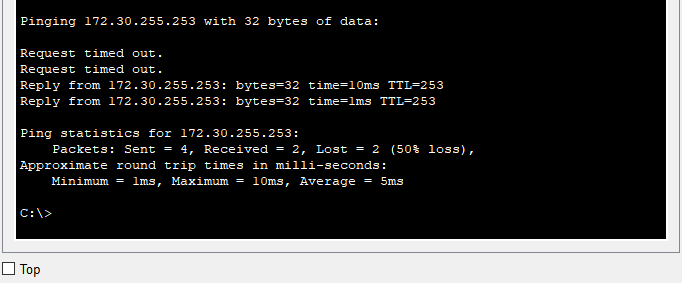 Pinging 172.30.255.253 with 32 bytes of data:
Request timed out.
Request timed out.
Reply from 172.30.255.253: bytes=32 time=10ms TTL=253
Reply from 172.30.255.253: bytes=32 time=1ms TTL=253
Ping statistics for 172.30.255.253:
    Packets: Sent = 4, Received = 2, Lost = 2 (50% loss),
Approximate round trip times in milli-seconds:
    Minimum = 1ms, Maximum = 10ms, Average = 5ms
C:\>
Top